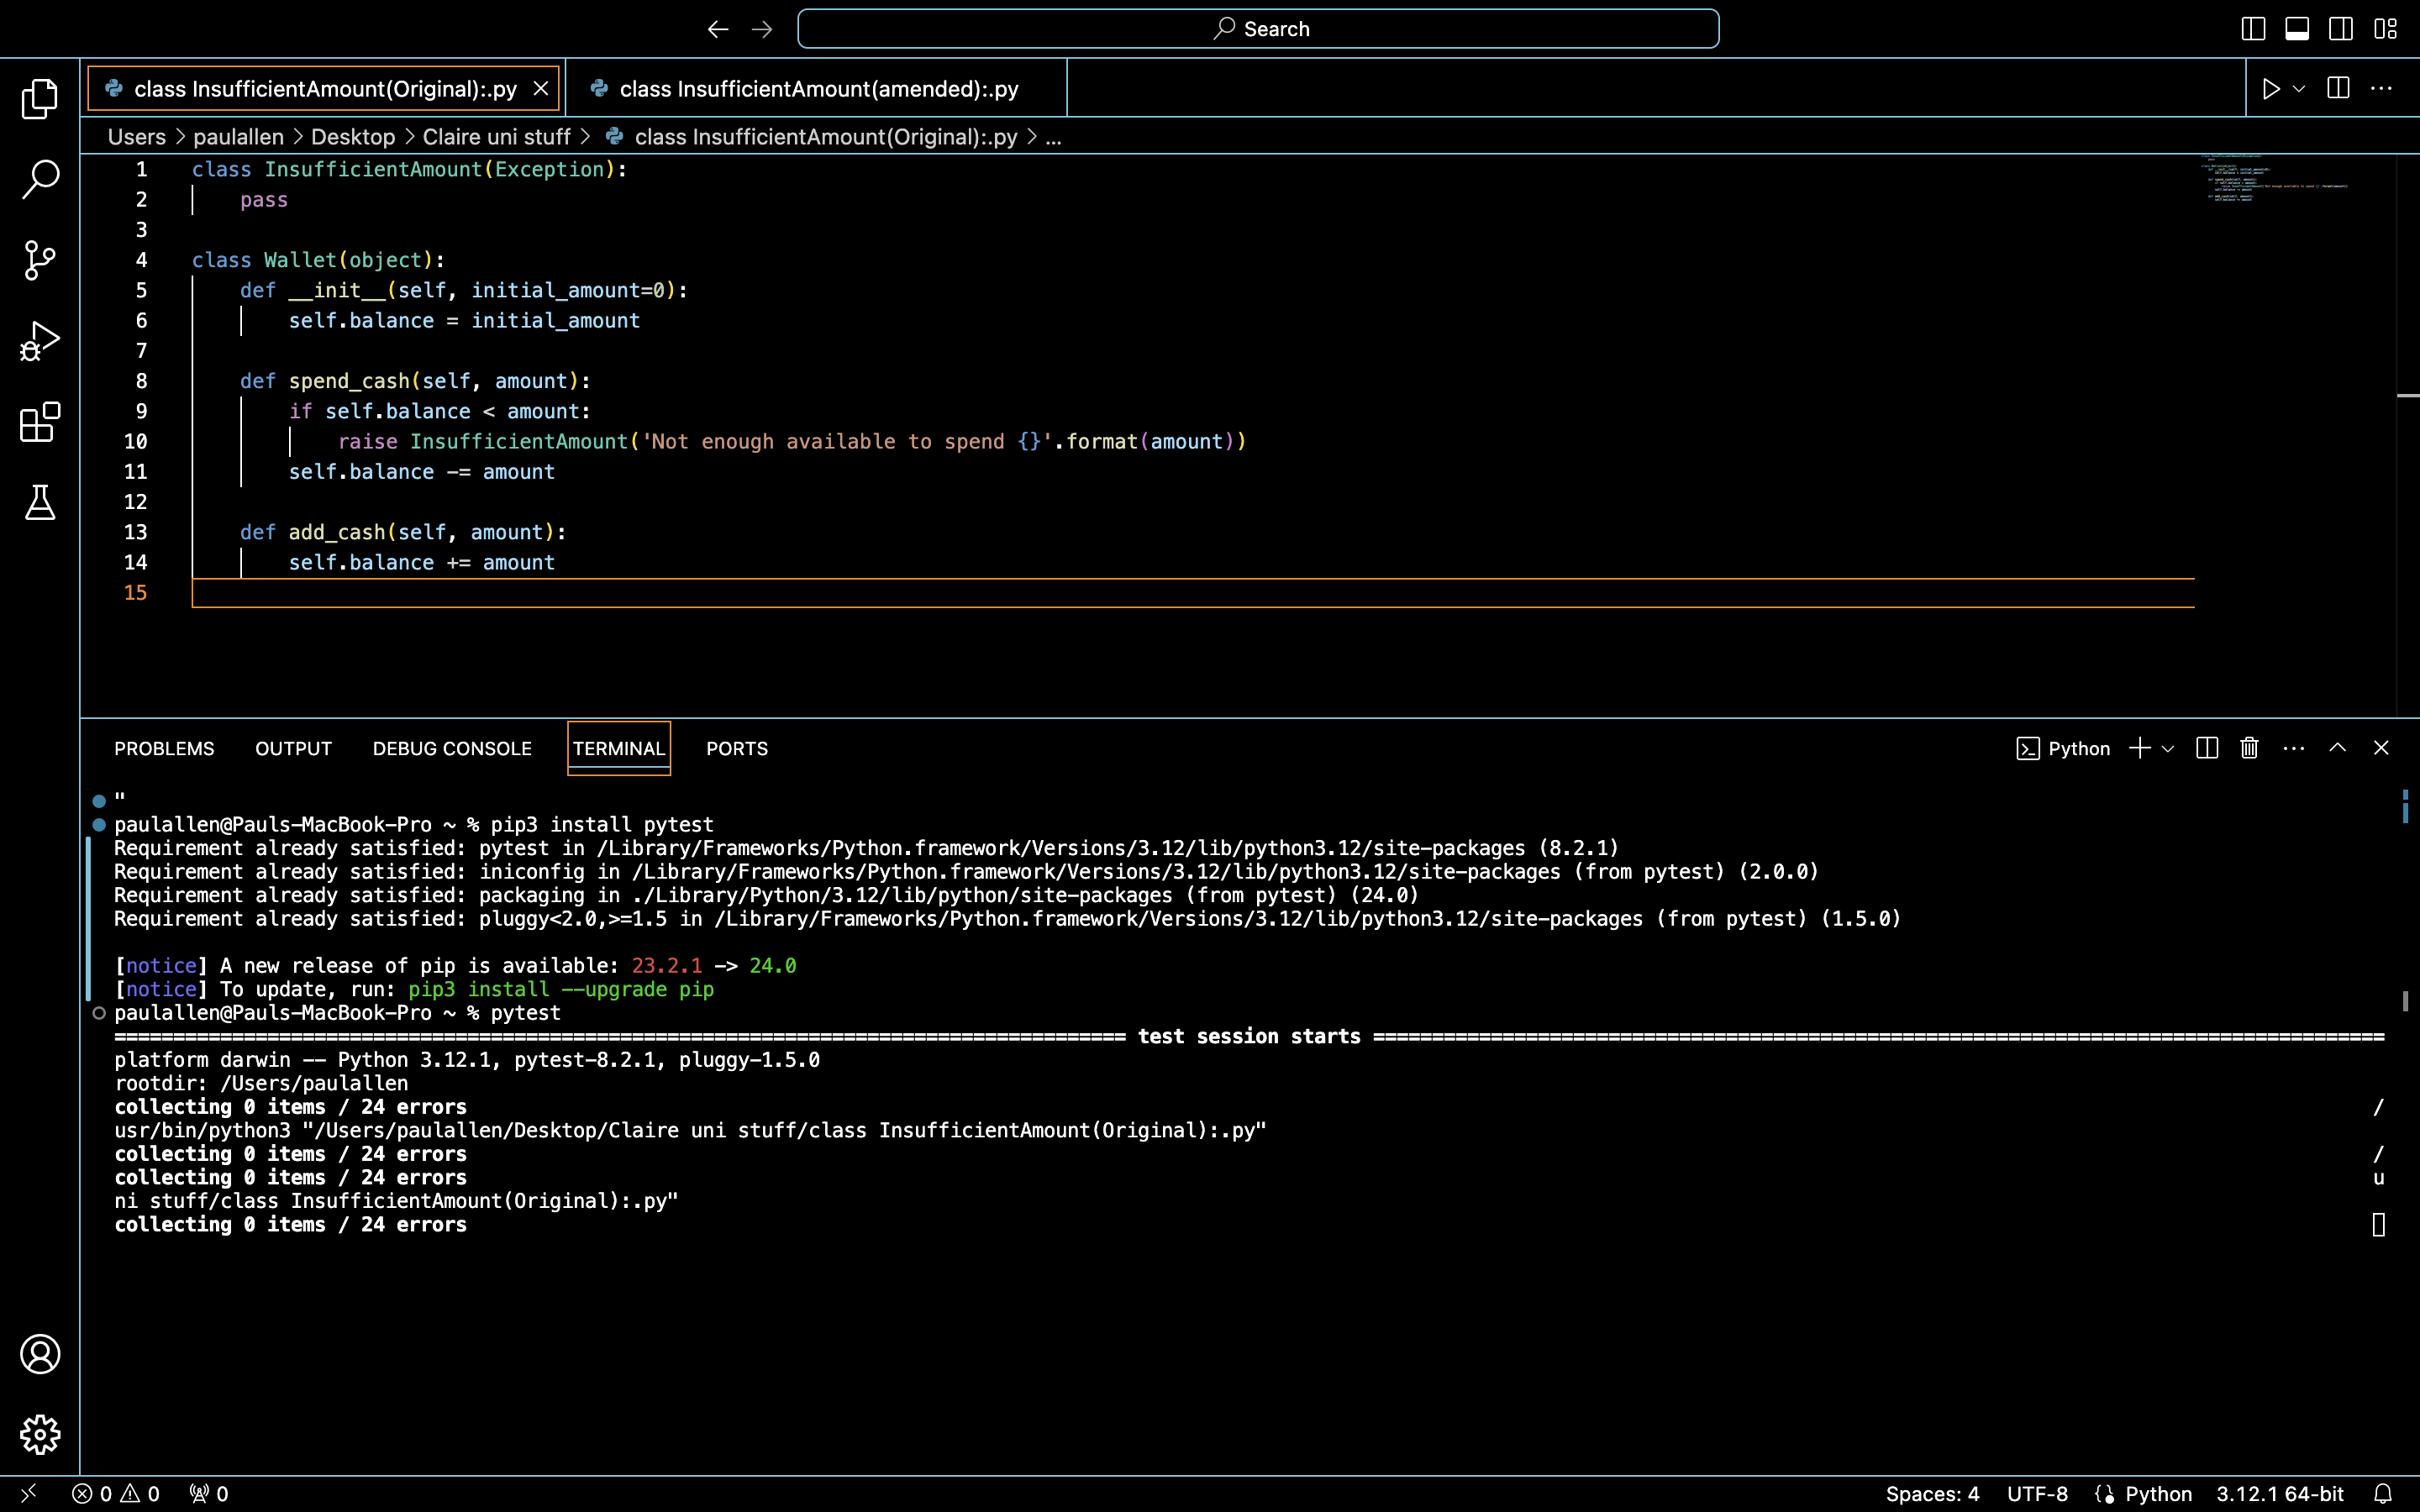 Search
class InsufficientAmount(Original):.py
class InsufficientAmount(amended):.py
Users > paulallen > Desktop > Claire uni stuff > class InsufficientAmount(Original):.py > ...
1 class InsufficientAmount(Exception):
2 pass
3
4 class Wallet(object):
5 def __init__(self, initial_amount=0):
6 self.balance = initial_amount
7
8 def spend_cash(self, amount):
9 if self.balance < amount:
10 raise InsufficientAmount('Not enough available to spend {}'.format(amount))
11 self.balance -= amount
12
13 def add_cash(self, amount):
14 self.balance += amount
15
PROBLEMS OUTPUT DEBUG CONSOLE TERMINAL PORTS Python
"
paulallen@Pauls-MacBook-Pro ~ % pip3 install pytest
Requirement already satisfied: pytest in /Library/Frameworks/Python.framework/Versions/3.12/lib/python3.12/site-packages (8.2.1)
Requirement already satisfied: iniconfig in /Library/Frameworks/Python.framework/Versions/3.12/lib/python3.12/site-packages (from pytest) (2.0.0)
Requirement already satisfied: packaging in ./Library/Python/3.12/lib/python/site-packages (from pytest) (24.0)
Requirement already satisfied: pluggy<2.0,>=1.5 in /Library/Frameworks/Python.framework/Versions/3.12/lib/python3.12/site-packages (from pytest) (1.5.0)
[notice] A new release of pip is available: 23.2.1 -> 24.0
[notice] To update, run: pip3 install --upgrade pip
paulallen@Pauls-MacBook-Pro ~ % pytest
test session starts
platform darwin -- Python 3.12.1, pytest-8.2.1, pluggy-1.5.0
rootdir: /Users/paulallen
collecting 0 items / 24 errors /
usr/bin/python3 "/Users/paulallen/Desktop/Claire uni stuff/class InsufficientAmount(Original):.py"
collecting 0 items / 24 errors /
collecting 0 items / 24 errors u
ni stuff/class InsufficientAmount(Original):.py"
collecting 0 items / 24 errors
0 0 0 Spaces: 4 UTF-8 Python 3.12.1 64-bit